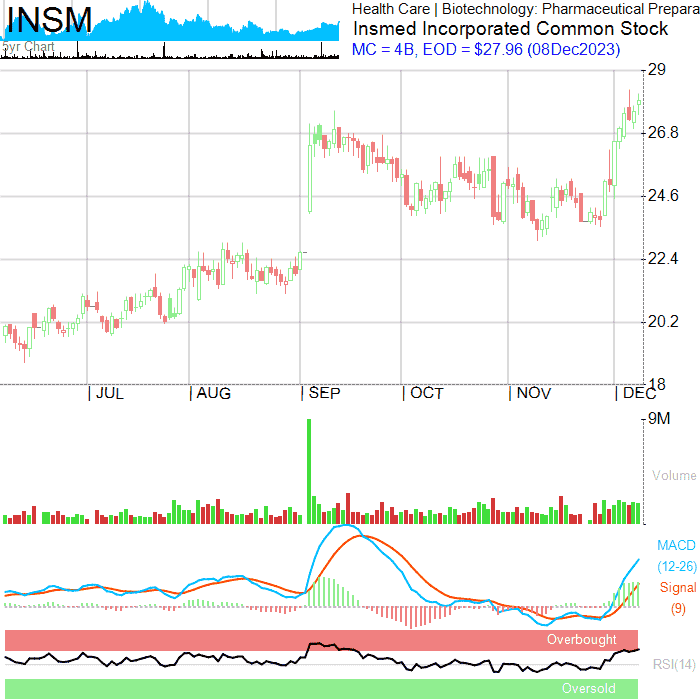 INSM
5yr Chart
Health Care | Biotechnology: Pharmaceutical Prepara
Insmed Incorporated Common Stock
MC = 4B, EOD = $27.96 (08Dec2023)
29
26.8
24.6
22.4
20.2
18
JUL
AUG
SEP
OCT
NOV
DEC
9M
Volume
MACD
(12-26)
Signal
(9)
Overbought
RSI(14)
Oversold